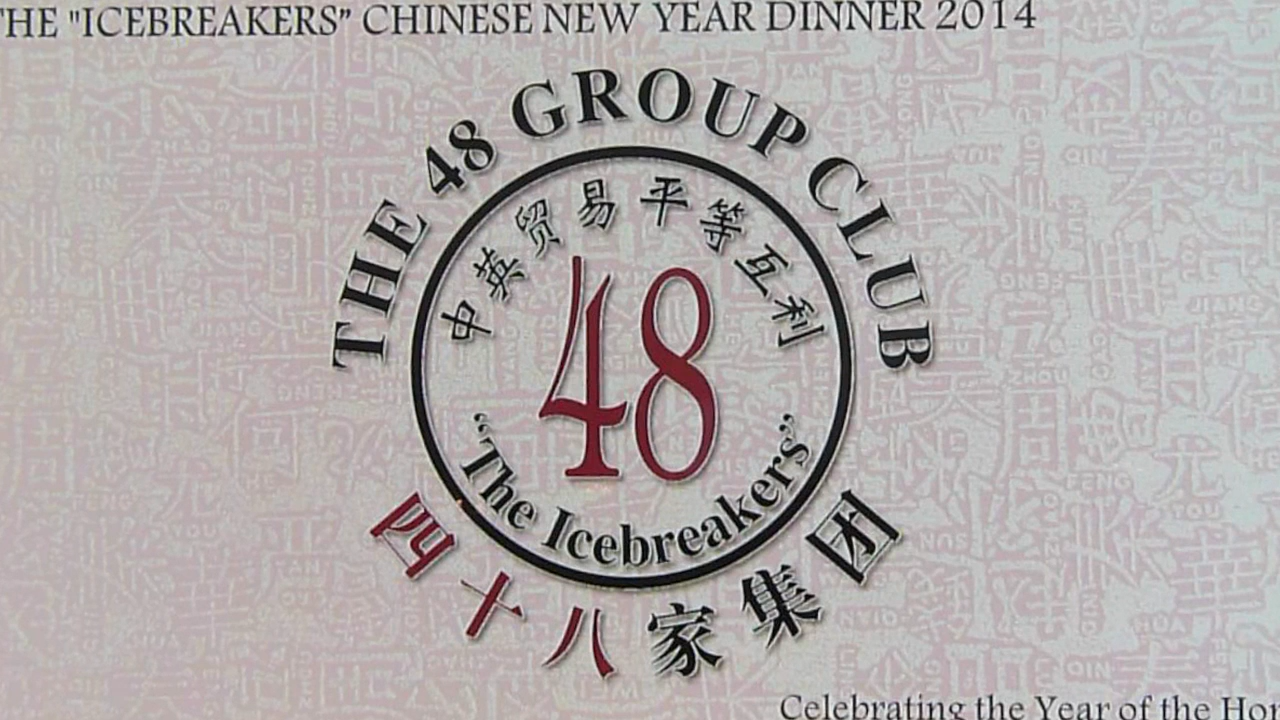 THE "ICEBREAKERS" CHINESE NEW YEAR DINNER 2014
THE 48 GROUP CLUB
中英贸易平等互利
48
"The Icebreakers"
四十八家集团
Celebrating the Year of the